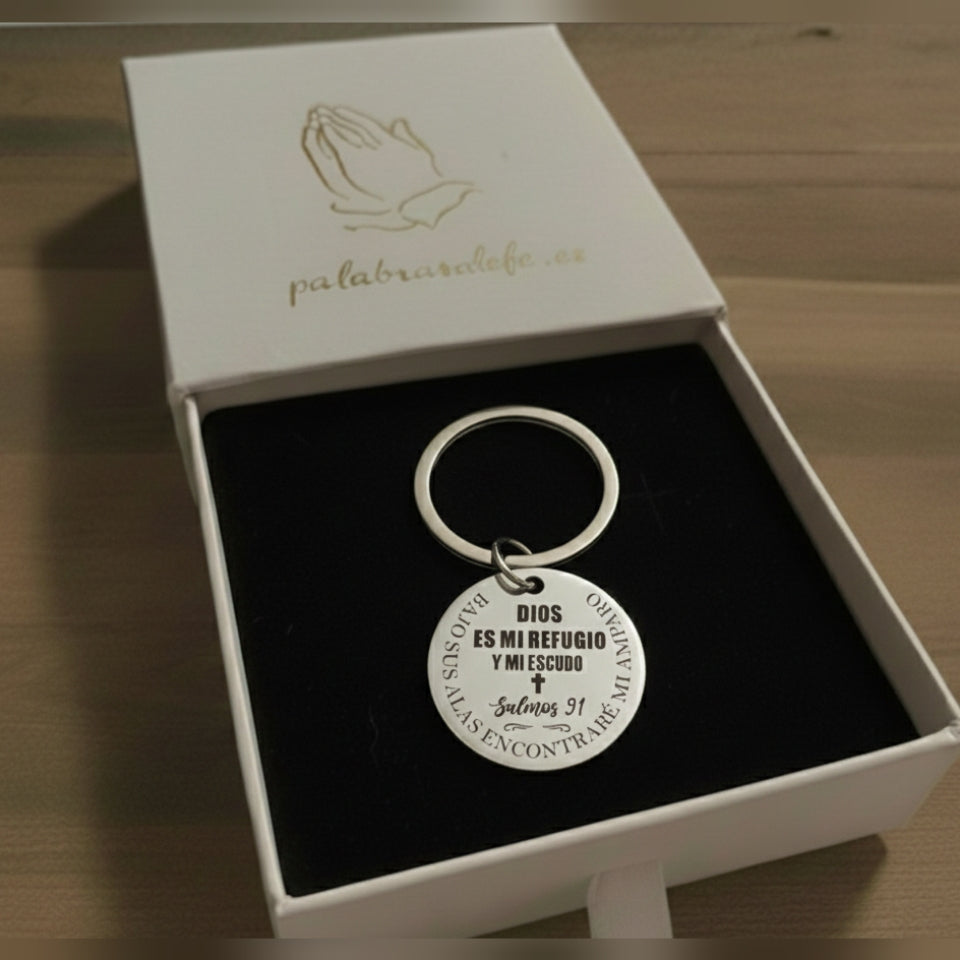 palabrasdefe.es
DIOS
ES MI REFUGIO
Y MI ESCUDO
Salmos 91
BAJO SUS ALAS ENCONTRARÉ MI AMPARO